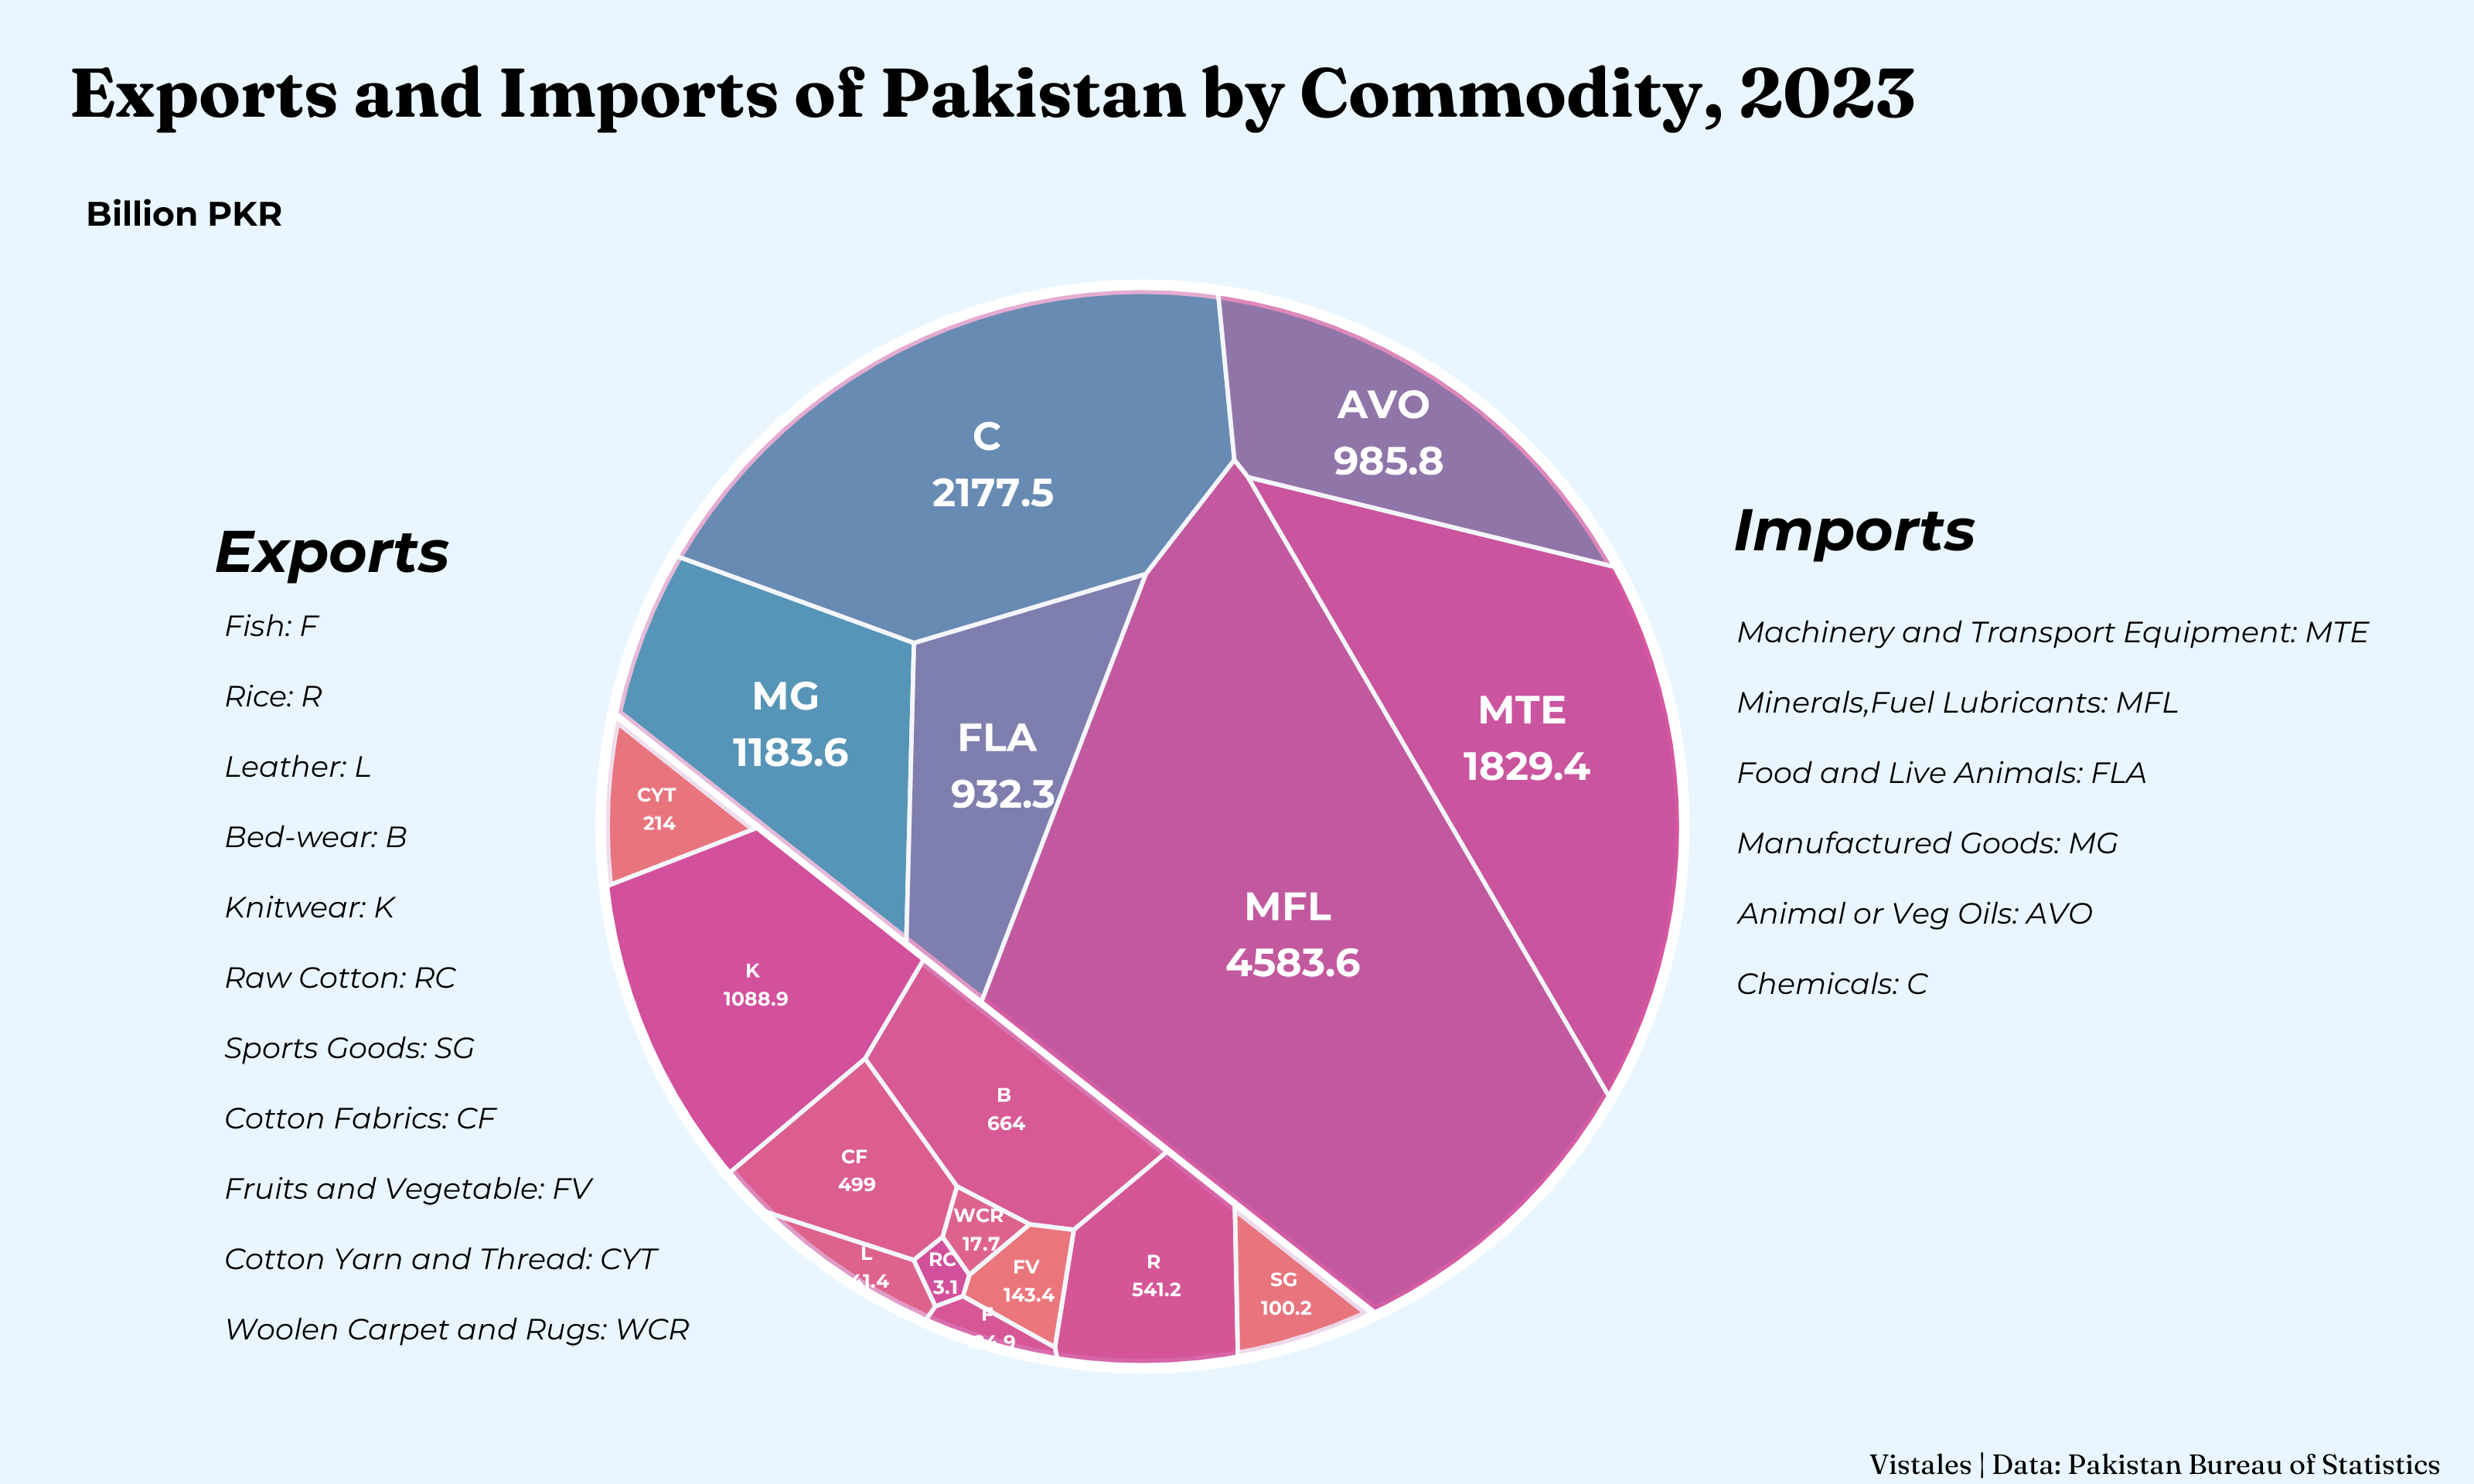 Exports and Imports of Pakistan by Commodity, 2023
Billion PKR
Exports
Fish: F
Rice: R
Leather: L
Bed-wear: B
Knitwear: K
Raw Cotton: RC
Sports Goods: SG
Cotton Fabrics: CF
Fruits and Vegetable: FV
Cotton Yarn and Thread: CYT
Woolen Carpet and Rugs: WCR
C
2177.5
AVO
985.8
MG
1183.6
FLA
932.3
MTE
1829.4
MFL
4583.6
CYT
214
K
1088.9
B
664
CF
499
WCR
17.7
L
RC
3.1
FV
143.4
F
R
541.2
SG
100.2
Imports
Machinery and Transport Equipment: MTE
Minerals,Fuel Lubricants: MFL
Food and Live Animals: FLA
Manufactured Goods: MG
Animal or Veg Oils: AVO
Chemicals: C
Vistales | Data: Pakistan Bureau of Statistics